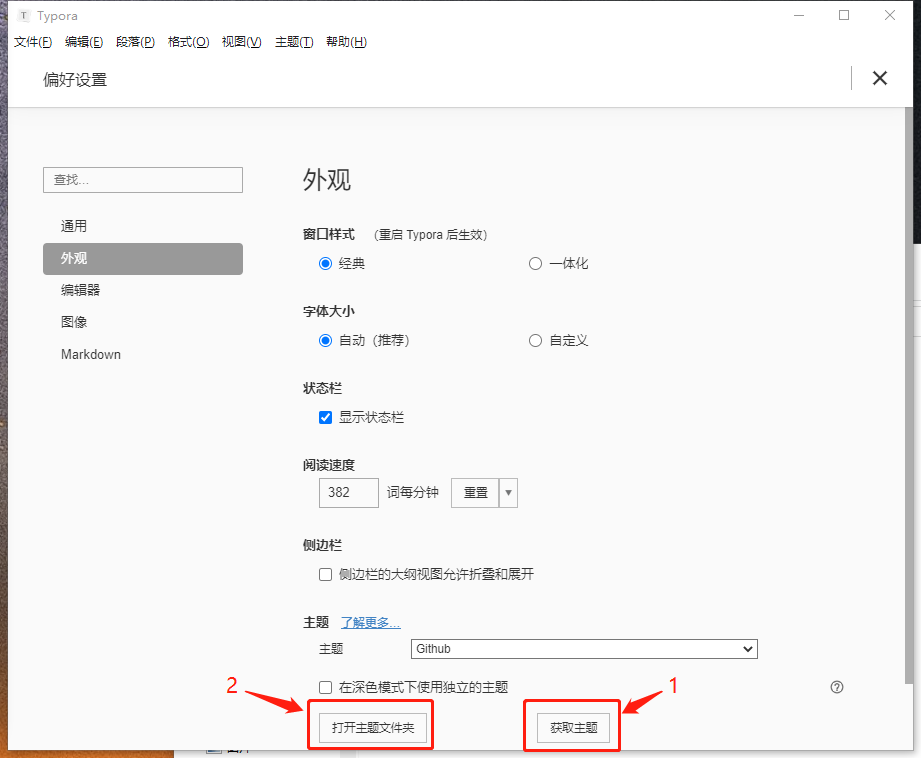 Typora
文件(F) 编辑(E) 段落(P) 格式(O) 视图(V) 主题(T) 帮助(H)
偏好设置
查找...
通用
外观
编辑器
图像
Markdown
外观
窗口样式 (重启 Typora 后生效)
经典 一体化
字体大小
自动（推荐） 自定义
状态栏
显示状态栏
阅读速度
382 词每分钟 重置
侧边栏
侧边栏的大纲视图允许折叠和展开
主题 了解更多...
主题 Github
在深色模式下使用独立的主题
2 1
打开主题文件夹 获取主题